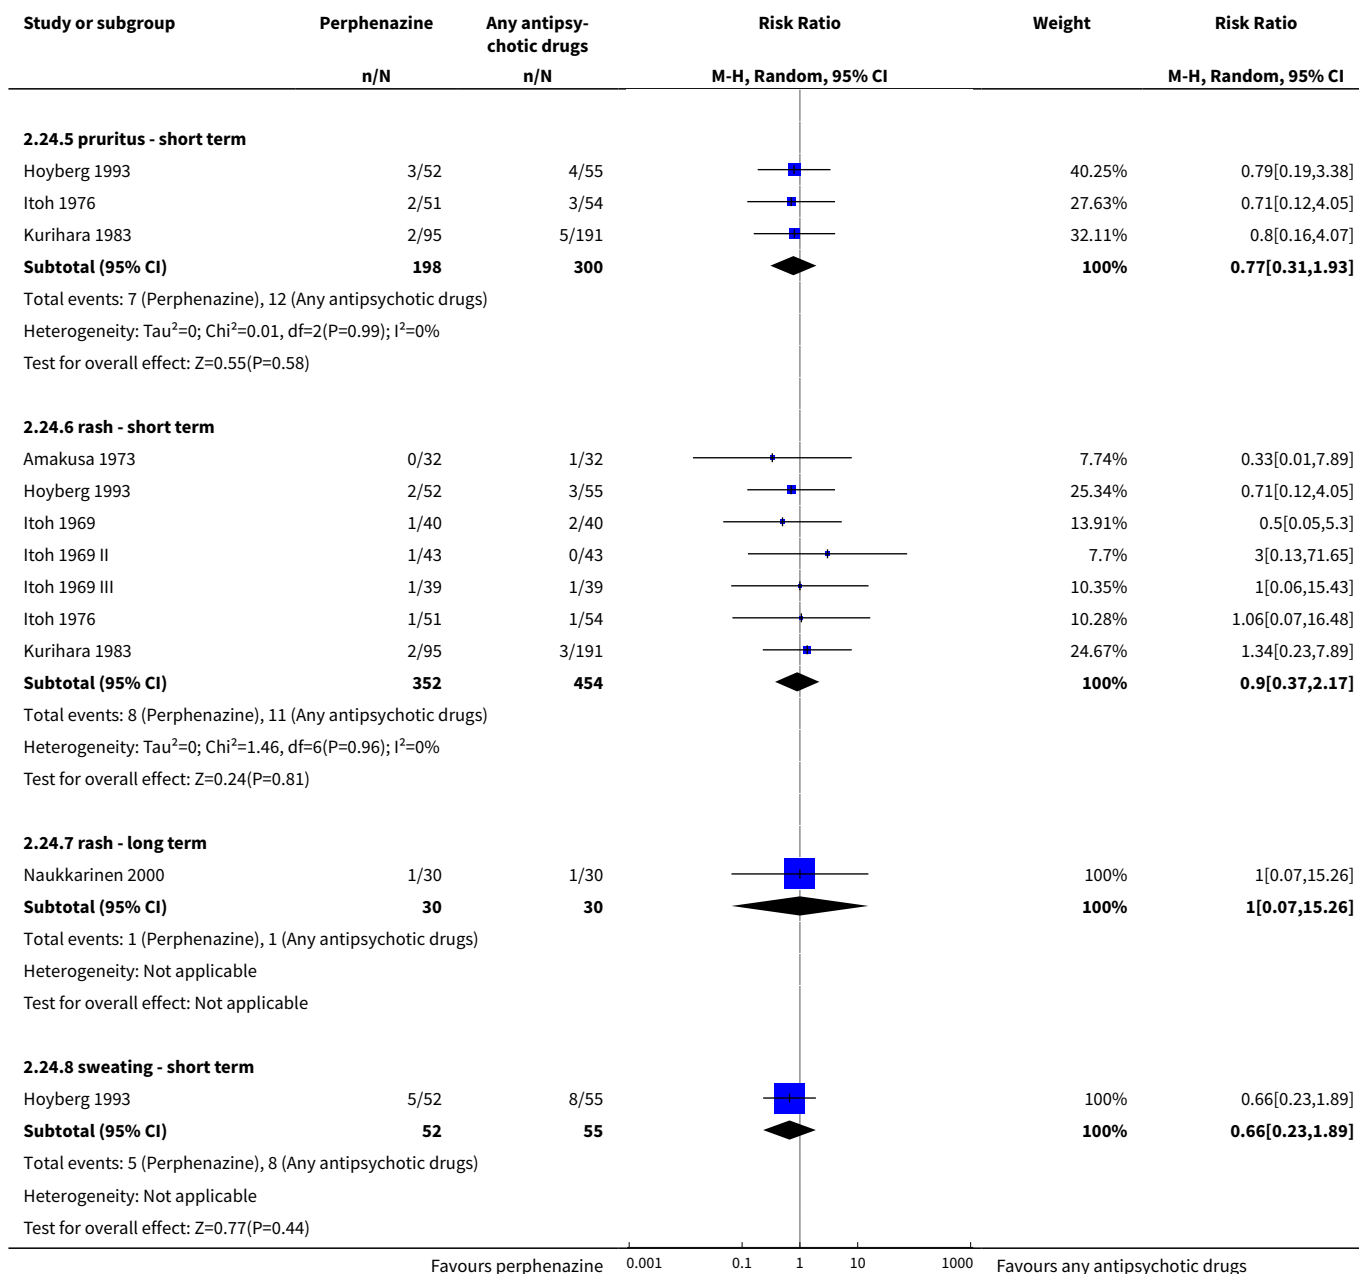 Study or subgroup Perphenazine Any antipsy- Risk Ratio Weight Risk Ratio
chotic drugs
n/N n/N M-H, Random, 95% CI M-H, Random, 95% CI
2.24.5 pruritus - short term
Hoyberg 1993 3/52 4/55 40.25% 0.79[0.19,3.38]
Itoh 1976 2/51 3/54 27.63% 0.71[0.12,4.05]
Kurihara 1983 2/95 5/191 32.11% 0.8[0.16,4.07]
Subtotal (95% CI) 198 300 100% 0.77[0.31,1.93]
Total events: 7 (Perphenazine), 12 (Any antipsychotic drugs)
Heterogeneity: Tau²=0; Chi²=0.01, df=2(P=0.99); I²=0%
Test for overall effect: Z=0.55(P=0.58)
2.24.6 rash - short term
Amakusa 1973 0/32 1/32 7.74% 0.33[0.01,7.89]
Hoyberg 1993 2/52 3/55 25.34% 0.71[0.12,4.05]
Itoh 1969 1/40 2/40 13.91% 0.5[0.05,5.3]
Itoh 1969 II 1/43 0/43 7.7% 3[0.13,71.65]
Itoh 1969 III 1/39 1/39 10.35% 1[0.06,15.43]
Itoh 1976 1/51 1/54 10.28% 1.06[0.07,16.48]
Kurihara 1983 2/95 3/191 24.67% 1.34[0.23,7.89]
Subtotal (95% CI) 352 454 100% 0.9[0.37,2.17]
Total events: 8 (Perphenazine), 11 (Any antipsychotic drugs)
Heterogeneity: Tau²=0; Chi²=1.46, df=6(P=0.96); I²=0%
Test for overall effect: Z=0.24(P=0.81)
2.24.7 rash - long term
Naukkarinen 2000 1/30 1/30 100% 1[0.07,15.26]
Subtotal (95% CI) 30 30 100% 1[0.07,15.26]
Total events: 1 (Perphenazine), 1 (Any antipsychotic drugs)
Heterogeneity: Not applicable
Test for overall effect: Not applicable
2.24.8 sweating - short term
Hoyberg 1993 5/52 8/55 100% 0.66[0.23,1.89]
Subtotal (95% CI) 52 55 100% 0.66[0.23,1.89]
Total events: 5 (Perphenazine), 8 (Any antipsychotic drugs)
Heterogeneity: Not applicable
Test for overall effect: Z=0.77(P=0.44)
Favours perphenazine 0.001 0.1 1 10 1000 Favours any antipsychotic drugs